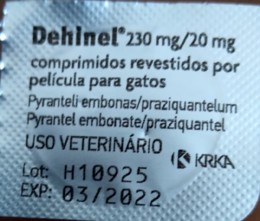 Dehinel® 230 mg/20 mg
comprimidos revestidos por
película para gatos
Pyranteli embonas/praziquantelum
Pyrantel embonate/praziquantel
USO VETERINÁRIO
KRKA
Lot: H10925
EXP: 03/2022